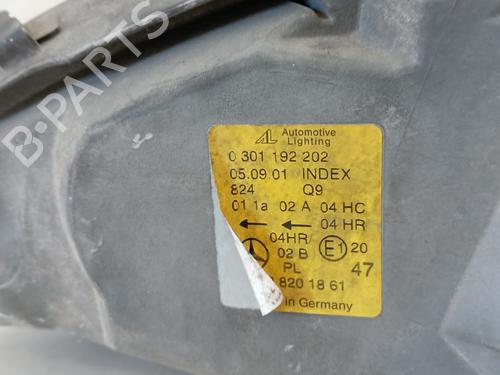 AL Automotive
Lighting
0 301 192 202
05.09.01 INDEX
824 Q9
01 1a 02 A 04 HC
04 HR
04HR/
02 B E1 20
PL 47
820 18 61
in Germany
B-PARTS